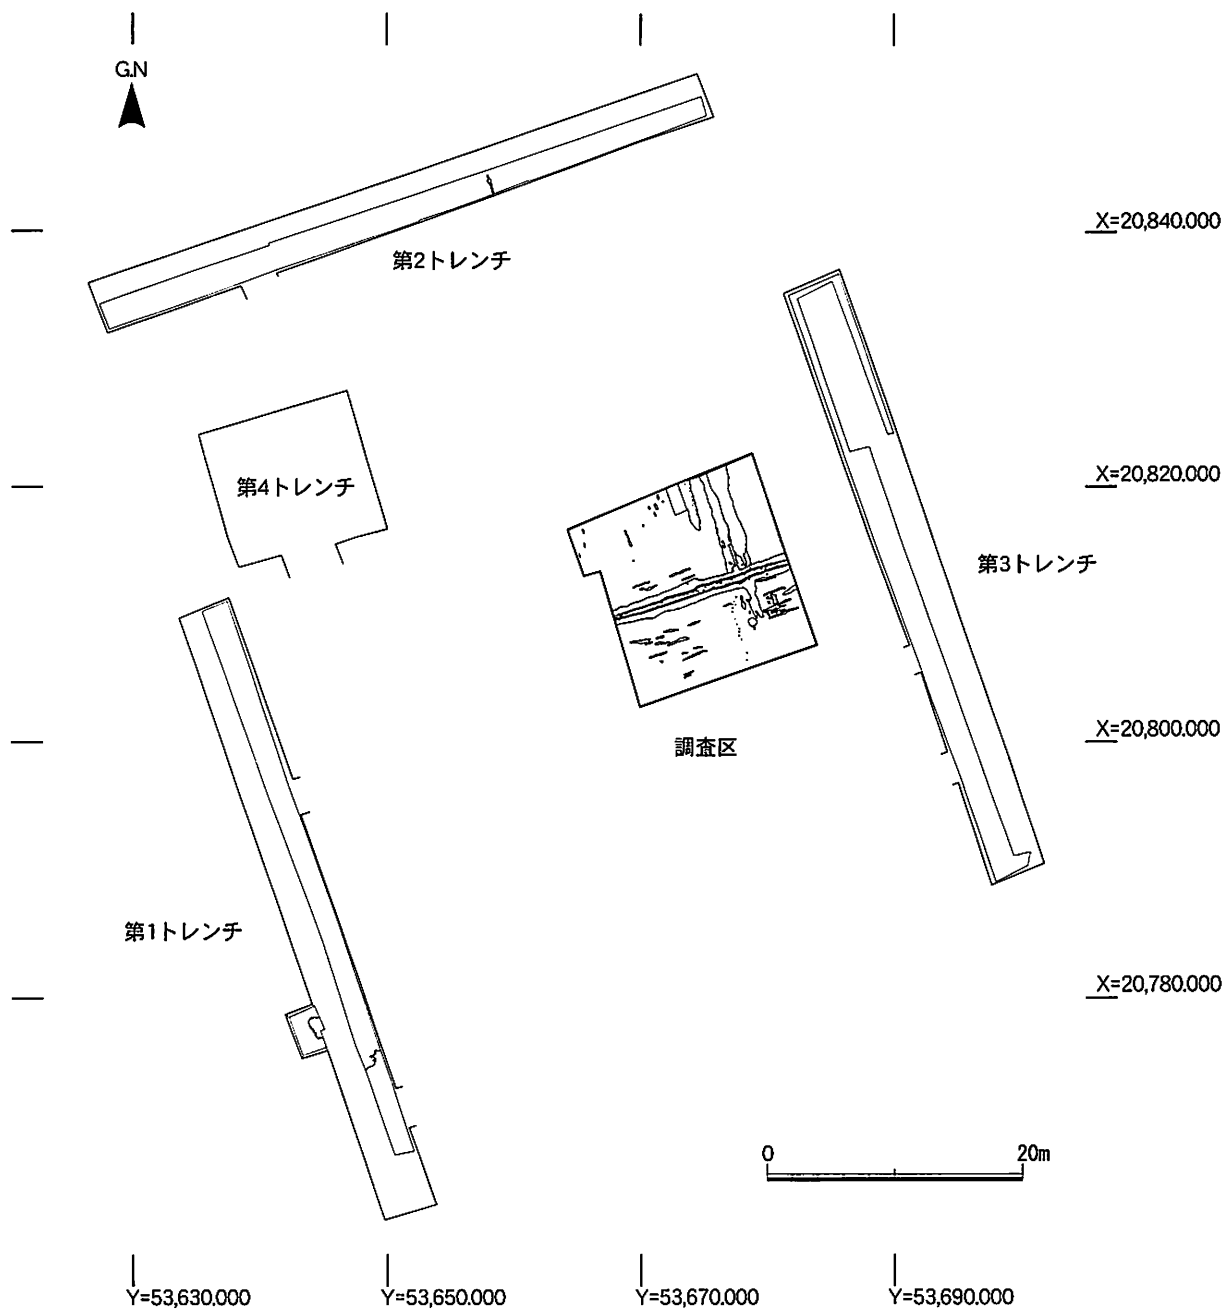 G.N
X=20,840.000
第2トレンチ
X=20,820.000
第4トレンチ
第3トレンチ
X=20,800.000
調査区
第1トレンチ
X=20,780.000
0 20m
Y=53,630.000 Y=53,650.000 Y=53,670.000 Y=53,690.000